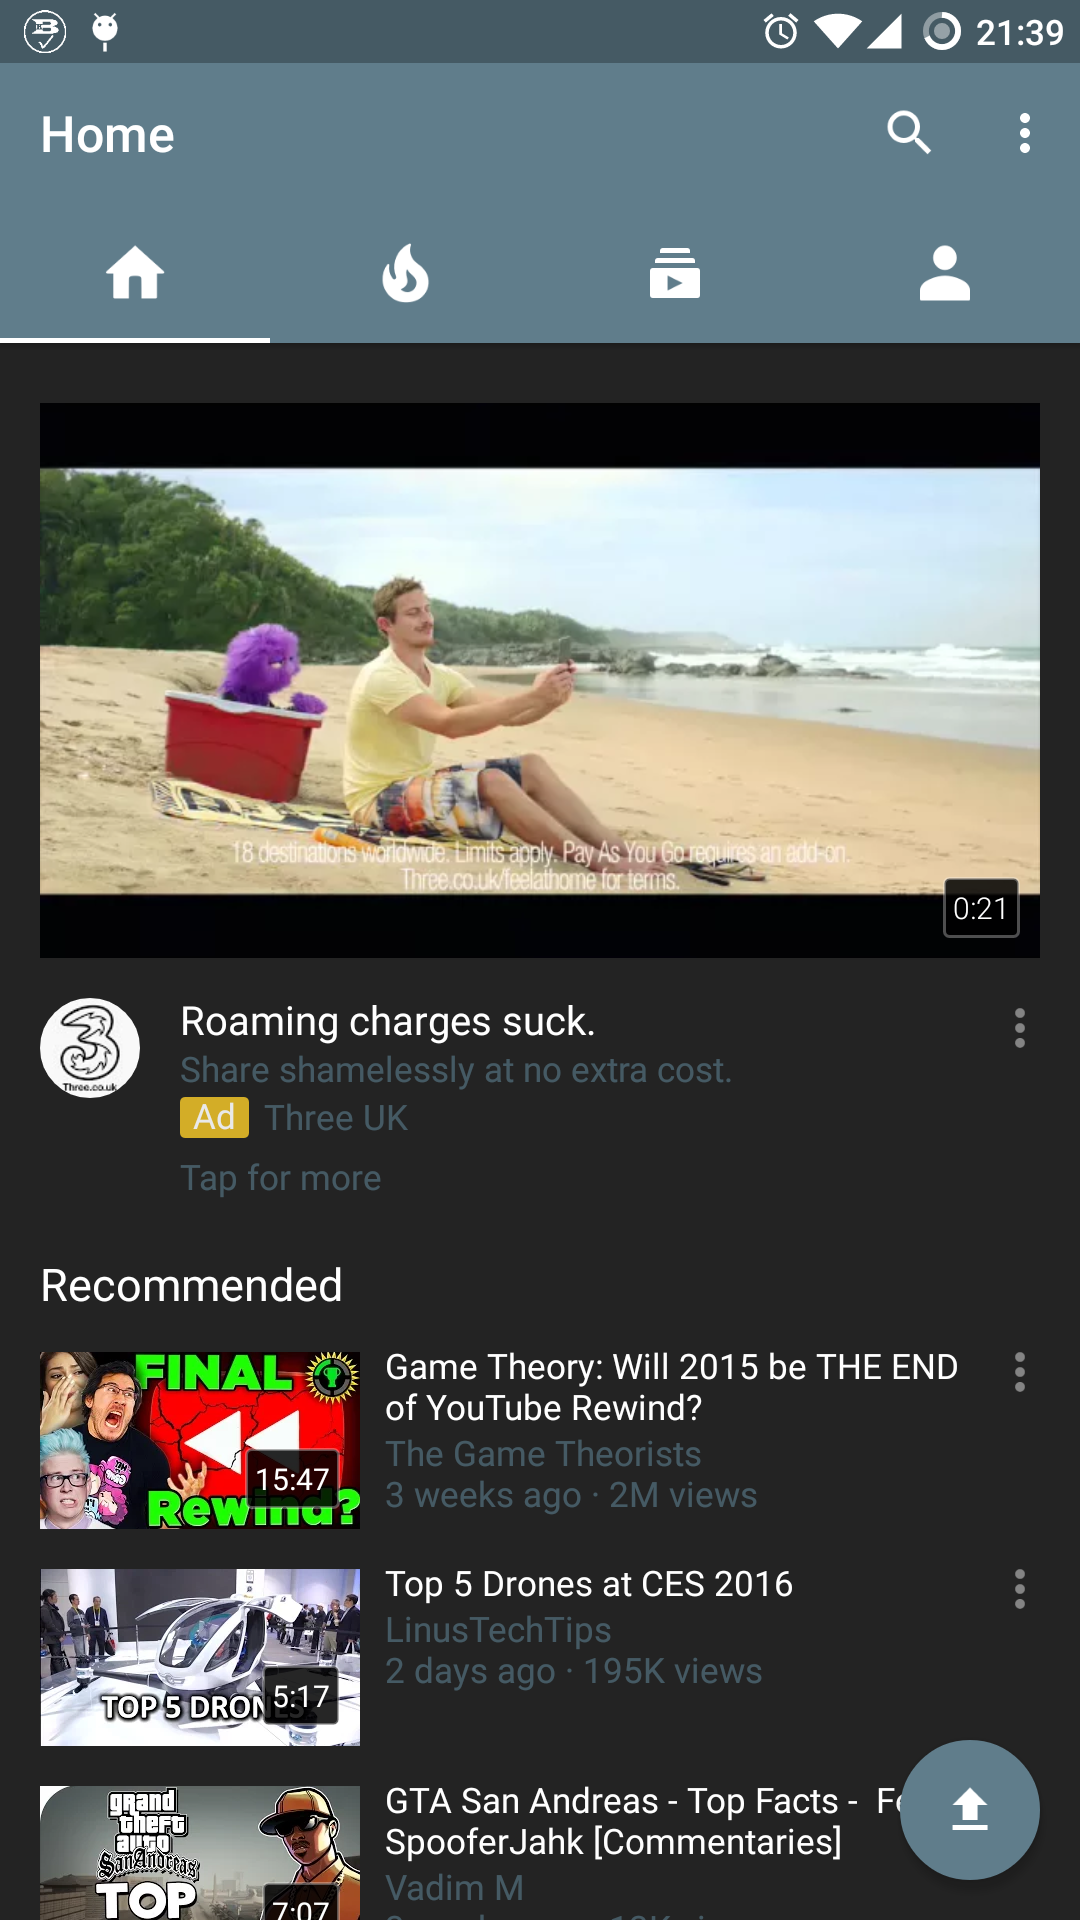 21:39
Home
18 destinations worldwide. Limits apply. Pay As You Go requires an add-on.
Three.co.uk/feelathome for terms.
0:21
Three.co.uk
Roaming charges suck.
Share shamelessly at no extra cost.
Ad Three UK
Tap for more
Recommended
FINAL
Rewind?
15:47
Game Theory: Will 2015 be THE END
of YouTube Rewind?
The Game Theorists
3 weeks ago · 2M views
TOP 5 DRONES
5:17
Top 5 Drones at CES 2016
LinusTechTips
2 days ago · 195K views
grand
theft
auto
San Andreas
TOP
7:07
GTA San Andreas - Top Facts -
SpooferJahk [Commentaries]
Vadim M